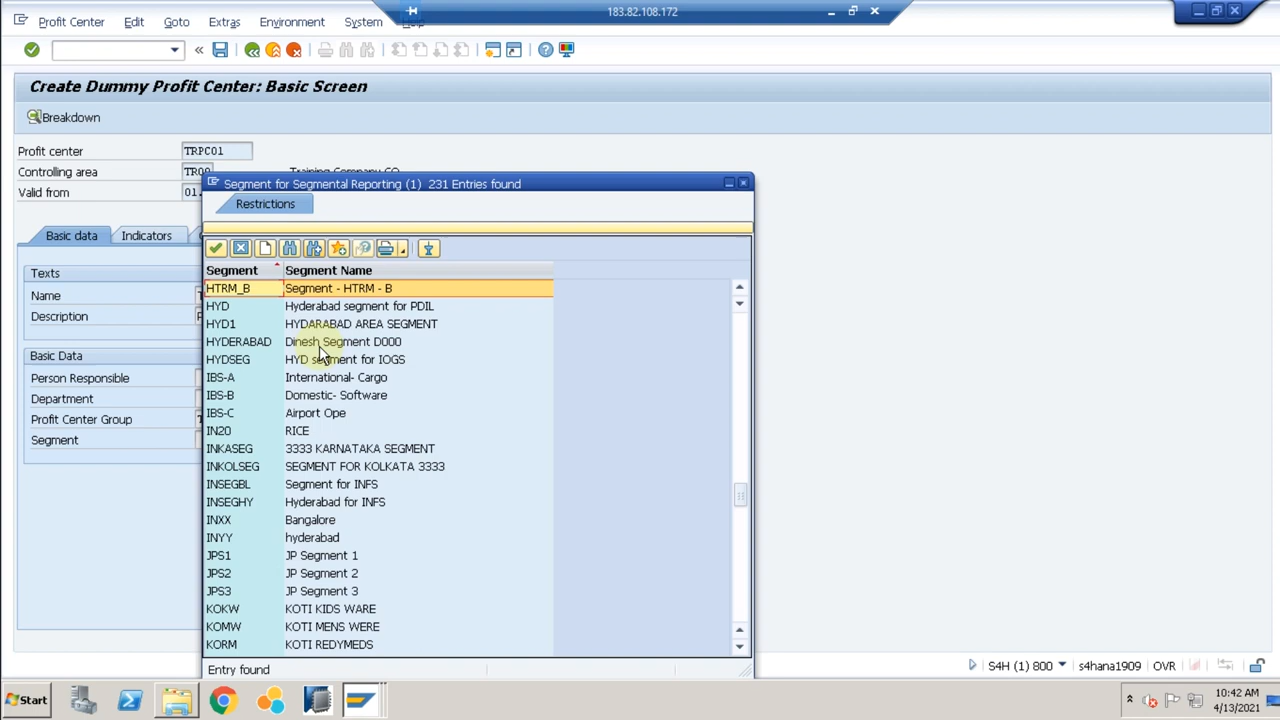 183.82.108.172
Profit Center Edit Goto Extras Environment System Help
Create Dummy Profit Center: Basic Screen
Breakdown
Profit center TRPC01
Controlling area TR00 Training Company CO
Valid from 01.
Segment for Segmental Reporting (1) 231 Entries found
Restrictions
Basic data Indicators
Texts
Name
Description
Basic Data
Person Responsible
Department
Profit Center Group
Segment
Segment Segment Name
HTRM_B Segment - HTRM - B
HYD Hyderabad segment for PDIL
HYD1 HYDARABAD AREA SEGMENT
HYDERABAD Dinesh Segment D000
HYDSEG HYD segment for IOGS
IBS-A International- Cargo
IBS-B Domestic- Software
IBS-C Airport Ope
IN20 RICE
INKASEG 3333 KARNATAKA SEGMENT
INKOLSEG SEGMENT FOR KOLKATA 3333
INSEGBL Segment for INFS
INSEGHY Hyderabad for INFS
INXX Bangalore
INYY hyderabad
JPS1 JP Segment 1
JPS2 JP Segment 2
JPS3 JP Segment 3
KOKW KOTI KIDS WARE
KOMW KOTI MENS WERE
KORM KOTI REDYMEDS
Entry found
S4H (1) 800 s4hana1909 OVR
Start
10:42 AM
4/13/2021